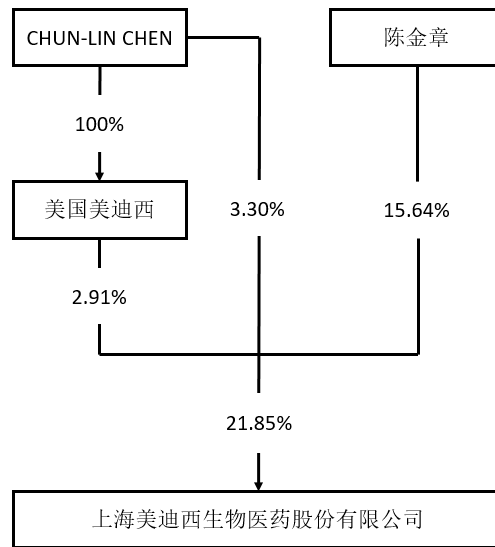 CHUN-LIN CHEN
陈金章
100%
美国美迪西
3.30%
15.64%
2.91%
21.85%
上海美迪西生物医药股份有限公司